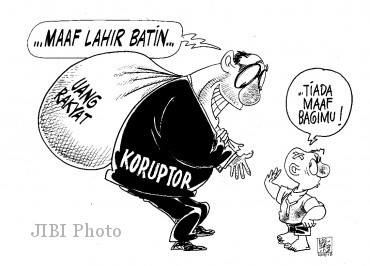 ...MAAF LAHIR BATIN...
UANG
RAKYAT
KORUPTOR
...TIADA
MAAF
BAGIMU!
JIBI Photo